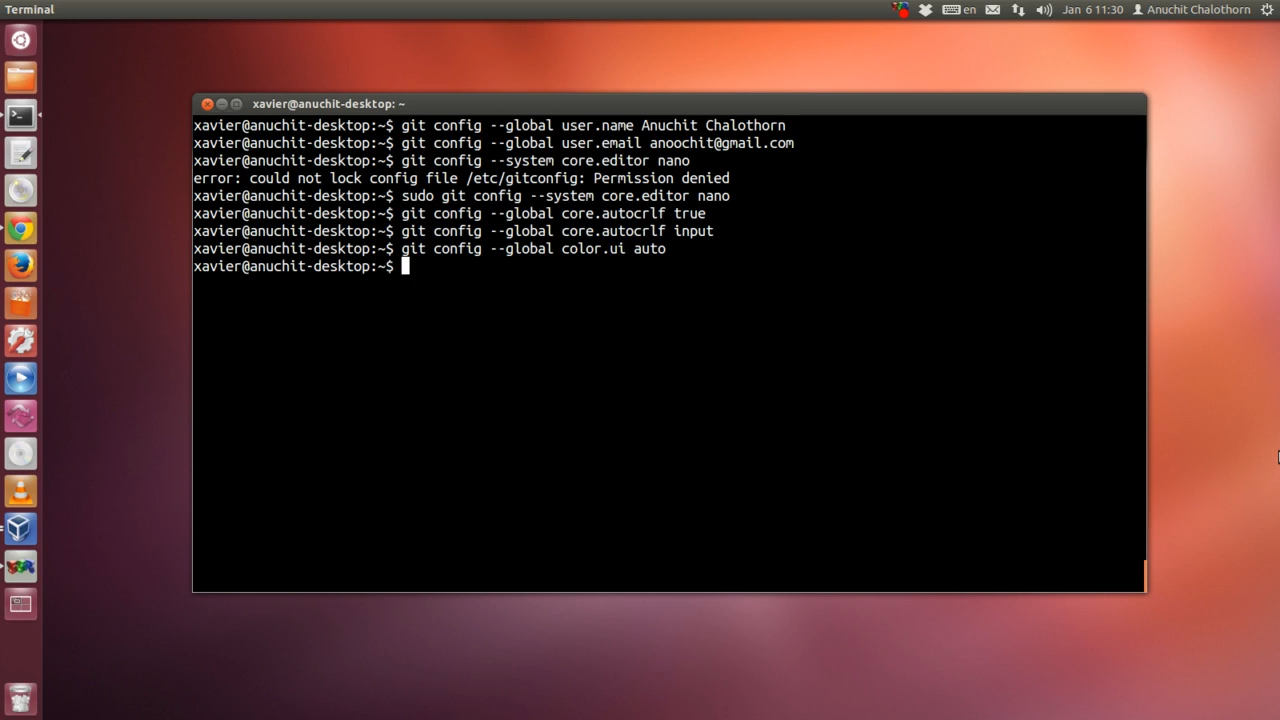 Terminal
en
Jan 6 11:30
Anuchit Chalothorn
xavier@anuchit-desktop: ~
xavier@anuchit-desktop:~$ git config --global user.name Anuchit Chalothorn
xavier@anuchit-desktop:~$ git config --global user.email anoochit@gmail.com
xavier@anuchit-desktop:~$ git config --system core.editor nano
error: could not lock config file /etc/gitconfig: Permission denied
xavier@anuchit-desktop:~$ sudo git config --system core.editor nano
xavier@anuchit-desktop:~$ git config --global core.autocrlf true
xavier@anuchit-desktop:~$ git config --global core.autocrlf input
xavier@anuchit-desktop:~$ git config --global color.ui auto
xavier@anuchit-desktop:~$